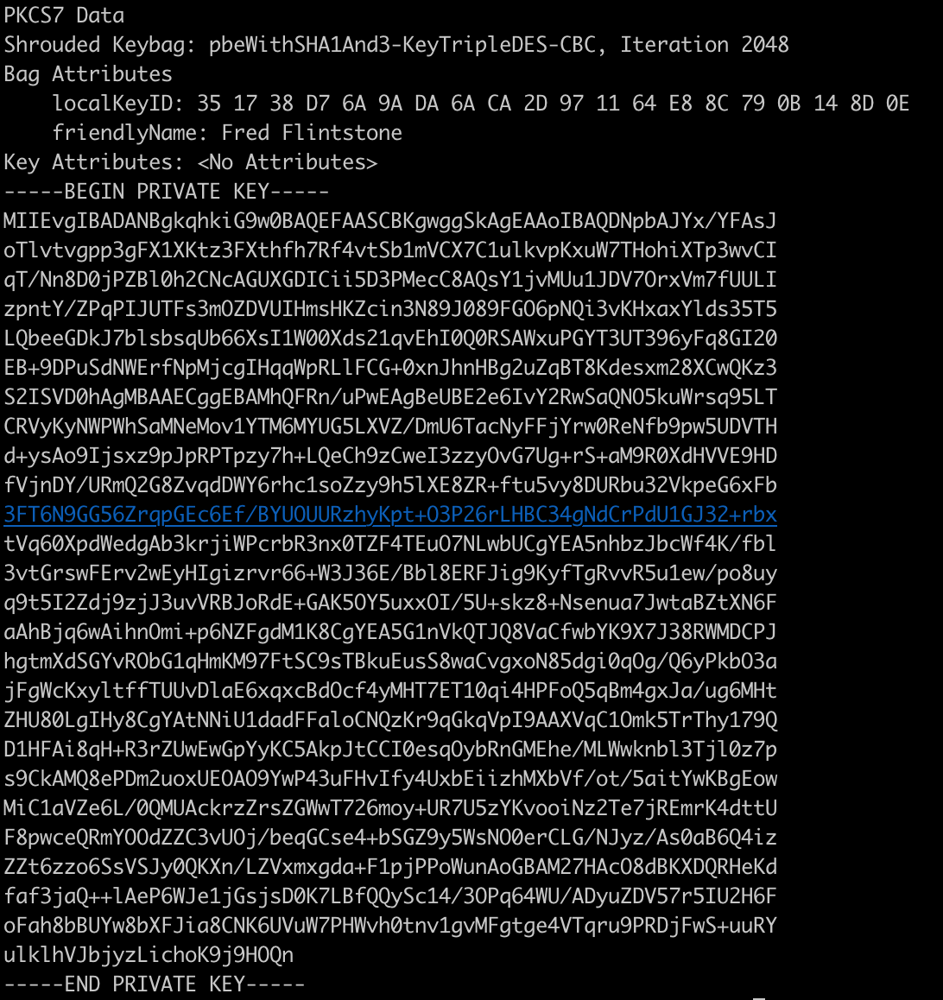 PKCS7 Data
Shrouded Keybag: pbeWithSHA1And3-KeyTripleDES-CBC, Iteration 2048
Bag Attributes
    localKeyID: 35 17 38 D7 6A 9A DA 6A CA 2D 97 11 64 E8 8C 79 0B 14 8D 0E
    friendlyName: Fred Flintstone
Key Attributes: <No Attributes>
-----BEGIN PRIVATE KEY-----
MIIEvgIBADANBgkqhkiG9w0BAQEFAASCBKgwggSkAgEAAoIBAQDNpbAJYx/YFAsJ
oTlvtvgpp3gFX1XKtz3FXthfh7Rf4vtSb1mVCX7C1ulkvpKxuW7THohiXTp3wvCI
qT/Nn8D0jPZBl0h2CNcAGUXGDICii5D3PMecC8AQsY1jvMUu1JDV7OrxVm7fUULI
zpntY/ZPqPIJUTFs3mOZDVUIHmsHKZcin3N89J089FGO6pNQi3vKHxaxYlds35T5
LQbeeGDkJ7blsbsqUb66XsI1W00Xds21qvEhI0Q0RSAWxuPGYT3UT396yFq8GI20
EB+9DPuSdNWErfNpMjcgIHqqWpRLlFCG+0xnJhnHBg2uZqBT8Kdesxm28XCwQKz3
S2ISVD0hAgMBAAECggEBAMhQFRn/uPwEAgBeUBE2e6IvY2RwSaQNO5kuWrsq95LT
CRVyKyNWPWhSaMNeMov1YTM6MYUG5LXVZ/DmU6TacNyFFjYrw0ReNfb9pw5UDVTH
d+ysAo9Ijsxz9pJpRPTpzy7h+LQeCh9zCweI3zzyOvG7Ug+rS+aM9R0XdHVVE9HD
fVjnDY/URmQ2G8ZvqdDWY6rhc1soZzy9h5lXE8ZR+ftu5vy8DURbu32VkpeG6xFb
3FT6N9GG56ZrqpGEc6Ef/BYUOUURzhyKpt+O3P26rLHBC34gNdCrPdU1GJ32+rbx
tVq60XpdWedgAb3krjiWPcrbR3nx0TZF4TEuO7NLwbUCgYEA5nhbzJbcWf4K/fbl
3vtGrswFErv2wEyHIgizrvr66+W3J36E/Bbl8ERFJig9KyfTgRvvR5u1ew/po8uy
q9t5I2Zdj9zjJ3uvVRBJoRdE+GAK5OY5uxxOI/5U+skz8+Nsenua7JwtaBZtXN6F
aAhBjq6wAihnOmi+p6NZFgdM1K8CgYEA5G1nVkQTJQ8VaCfwbYK9X7J38RWMDCPJ
hgtmXdSGYvRObG1qHmKM97FtSC9sTBkuEusS8waCvgxoN85dgi0qOg/Q6yPkbO3a
jFgWcKxyltffTUUvDlaE6xqxcBdOcf4yMHT7ET10qi4HPFoQ5qBm4gxJa/ug6MHt
ZHU80LgIHy8CgYAtNNiU1dadFFaloCNQzKr9qGkqVpI9AAXVqC1Omk5TrThy179Q
D1HFAi8qH+R3rZUwEwGpYyKC5AkpJtCCI0esqOybRnGMEhe/MLWwknbl3Tjl0z7p
s9CkAMQ8ePDm2uoxUEOAO9YwP43uFHvIfy4UxbEiizhMXbVf/ot/5aitYwKBgEow
MiC1aVZe6L/0QMUAckrzZrsZGWwT726moy+UR7U5zYKvooiNz2Te7jREmrK4dttU
F8pwceQRmYOOdZZC3vUOj/beqGCse4+bSGZ9y5WsNO0erCLG/NJyz/As0aB6Q4iz
ZZt6zzo6SsVSJy0QKXn/LZVxmxgda+F1pjPPoWunAoGBAM27HAcO8dBKXDQRHeKd
faf3jaQ++lAeP6WJe1jGsjsD0K7LBfQQySc14/3OPq64WU/ADyuZDV57r5IU2H6F
oFah8bBUYw8bXFJia8CNK6UVuW7PHWvh0tnv1gvMFgtge4VTqru9PRDjFwS+uuRY
ulklhVJbjyzLichoK9j9HOQn
-----END PRIVATE KEY-----